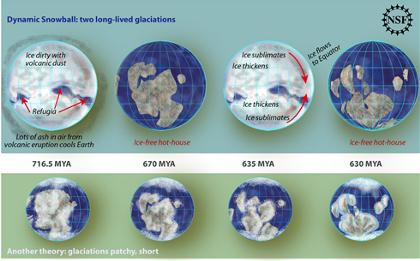 Dynamic Snowball: two long-lived glaciations
NSF
Ice dirty with
volcanic dust
Refugia
Lots of ash in air from
volcanic eruption cools Earth
Ice-free hot-house
Ice sublimates
Ice thickens
Ice flows
to Equator
Ice thickens
Ice sublimates
Ice-free hot-house
716.5 MYA
670 MYA
635 MYA
630 MYA
Another theory: glaciations patchy, short